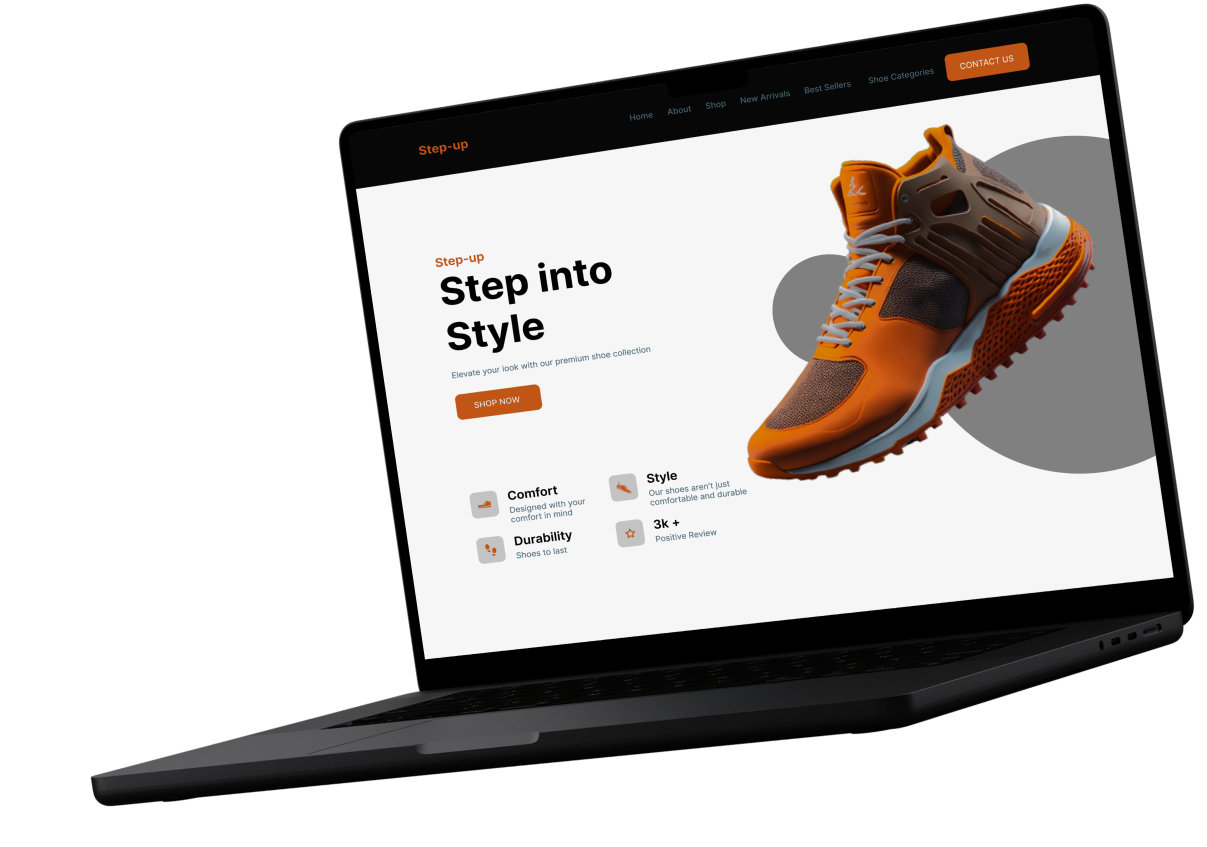 Step-up
Home
About
Shop
New Arrivals
Best Sellers
Shoe Categories
CONTACT US
Step-up
Step into
Style
Elevate your look with our premium shoe collection
SHOP NOW
Comfort
Designed with your
comfort in mind
Style
Our shoes aren't just
comfortable and durable
Durability
Shoes to last
3k +
Positive Review